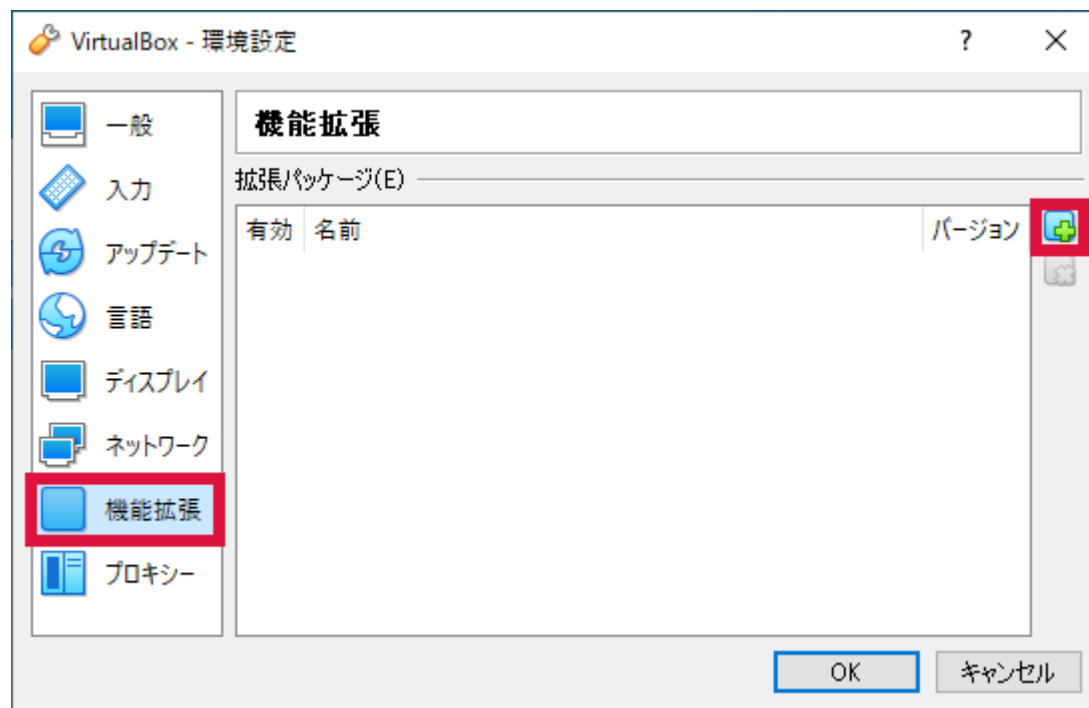 VirtualBox - 環境設定
?
×
一般
入力
アップデート
言語
ディスプレイ
ネットワーク
機能拡張
プロキシー
機能拡張
拡張パッケージ(E)
有効 名前 バージョン
OK キャンセル